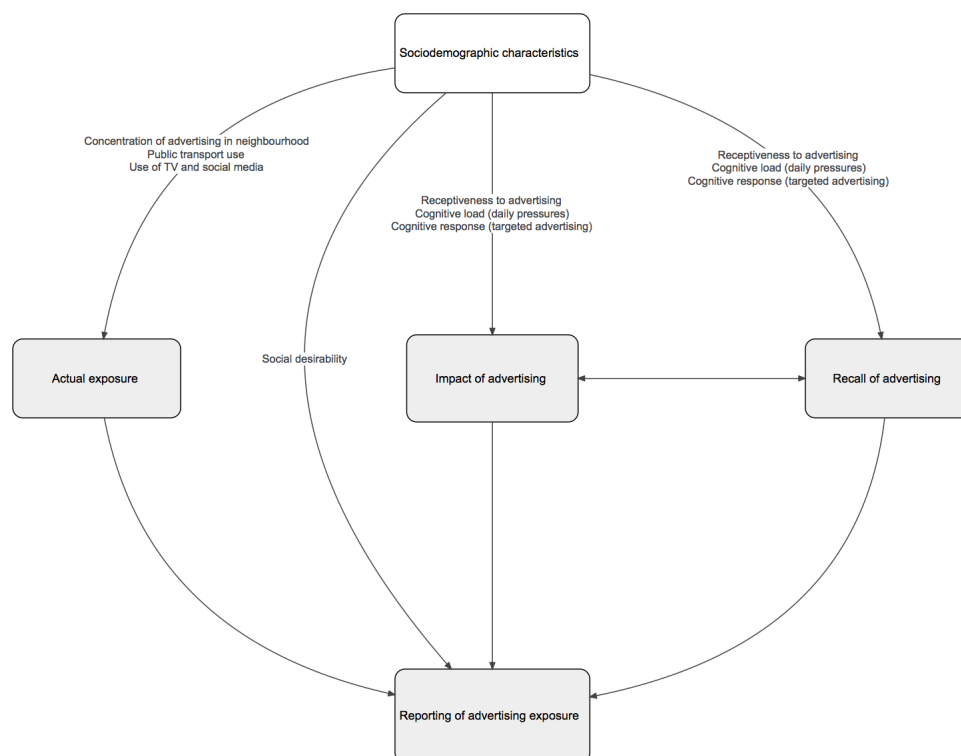 Sociodemographic characteristics
Concentration of advertising in neighbourhood
Public transport use
Use of TV and social media
Receptiveness to advertising
Cognitive load (daily pressures)
Cognitive response (targeted advertising)
Receptiveness to advertising
Cognitive load (daily pressures)
Cognitive response (targeted advertising)
Social desirability
Actual exposure
Impact of advertising
Recall of advertising
Reporting of advertising exposure